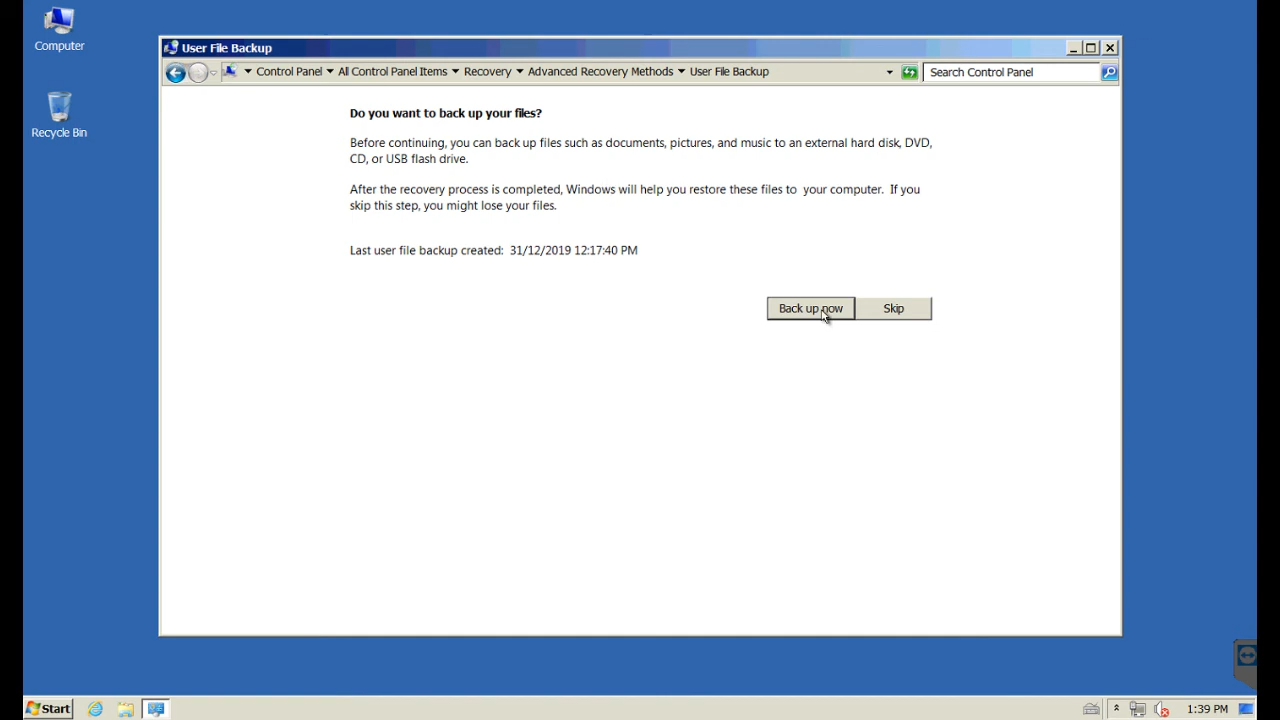 Computer
Recycle Bin
User File Backup
Control Panel All Control Panel Items Recovery Advanced Recovery Methods User File Backup
Search Control Panel
Do you want to back up your files?
Before continuing, you can back up files such as documents, pictures, and music to an external hard disk, DVD,
CD, or USB flash drive.
After the recovery process is completed, Windows will help you restore these files to your computer. If you
skip this step, you might lose your files.
Last user file backup created: 31/12/2019 12:17:40 PM
Back up now
Skip
Start
1:39 PM